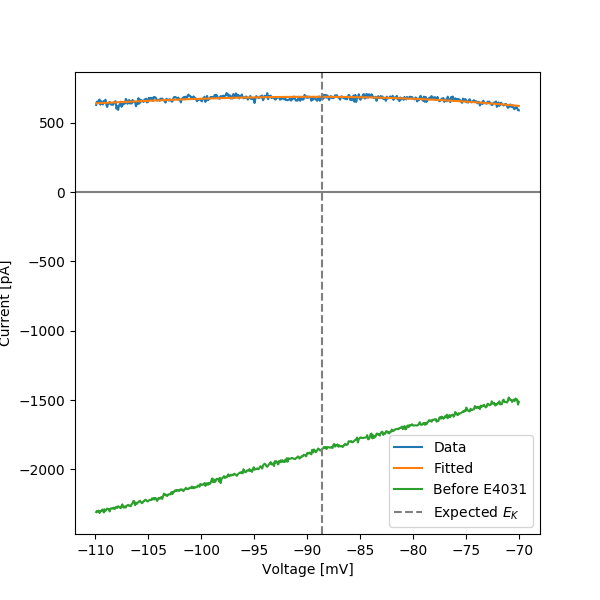 500
0
−500
−1000
−1500
−2000
Current [pA]
−110 −105 −100 −95 −90 −85 −80 −75 −70
Voltage [mV]
Data
Fitted
Before E4031
Expected E_K